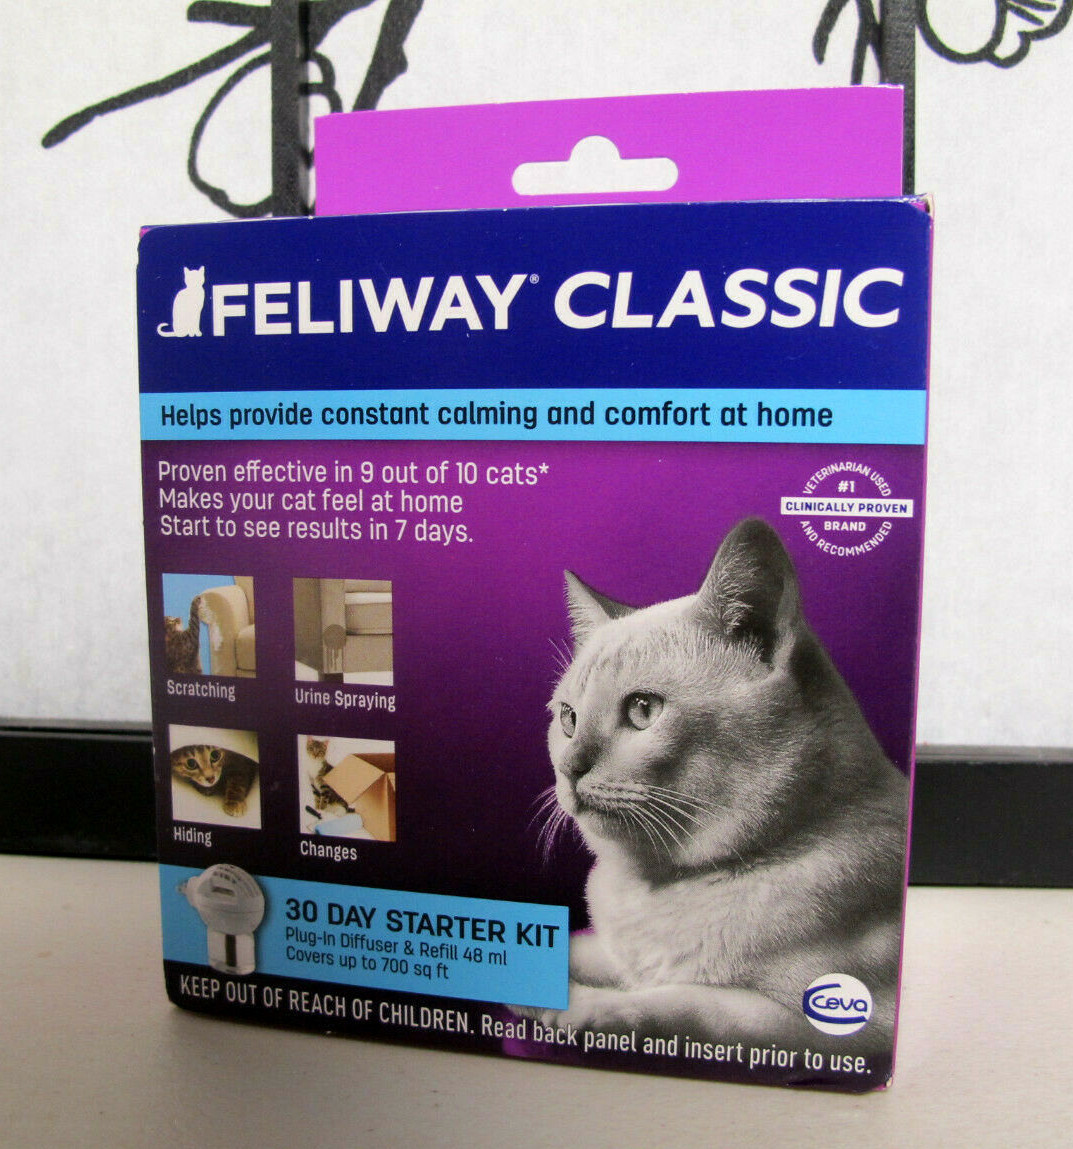 FELIWAY® CLASSIC
Helps provide constant calming and comfort at home
Proven effective in 9 out of 10 cats*
Makes your cat feel at home
Start to see results in 7 days.
VETERINARIAN USED
#1
CLINICALLY PROVEN
BRAND
AND RECOMMENDED
Scratching
Urine Spraying
Hiding
Changes
30 DAY STARTER KIT
Plug-In Diffuser & Refill 48 ml
Covers up to 700 sq ft
KEEP OUT OF REACH OF CHILDREN. Read back panel and insert prior to use.
Ceva